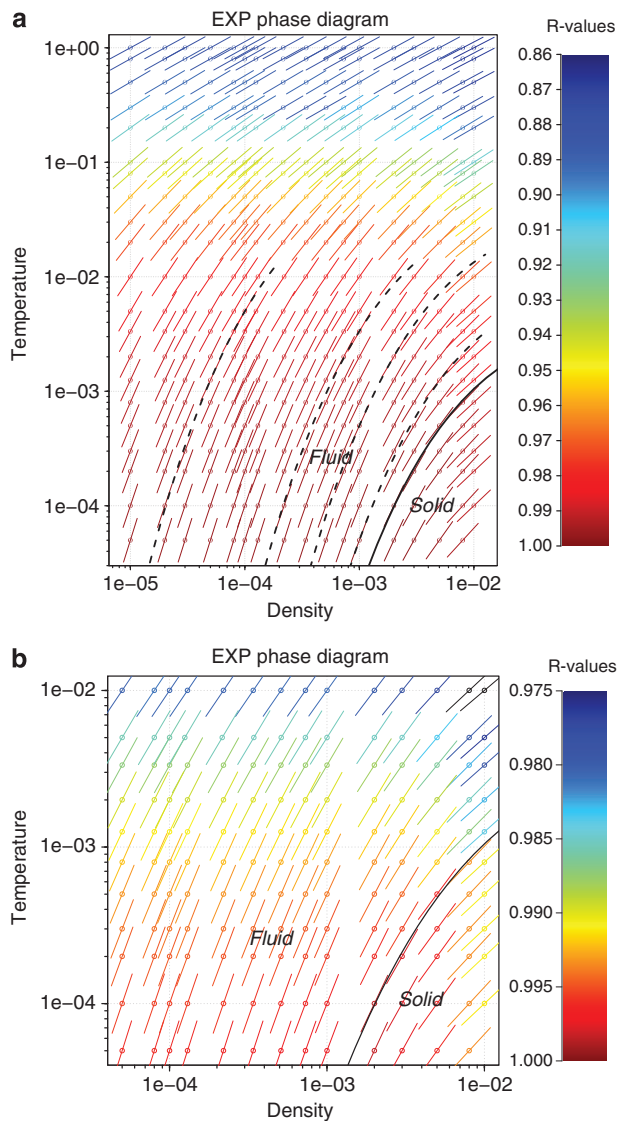 a
EXP phase diagram
R-values
1e+00
1e−01
1e−02
1e−03
1e−04
Temperature
Fluid
Solid
1e−05
1e−04
1e−03
1e−02
Density
0.86
0.87
0.88
0.89
0.90
0.91
0.92
0.93
0.94
0.95
0.96
0.97
0.98
0.99
1.00
b
EXP phase diagram
R-values
1e−02
1e−03
1e−04
Temperature
Fluid
Solid
1e−04
1e−03
1e−02
Density
0.975
0.980
0.985
0.990
0.995
1.000